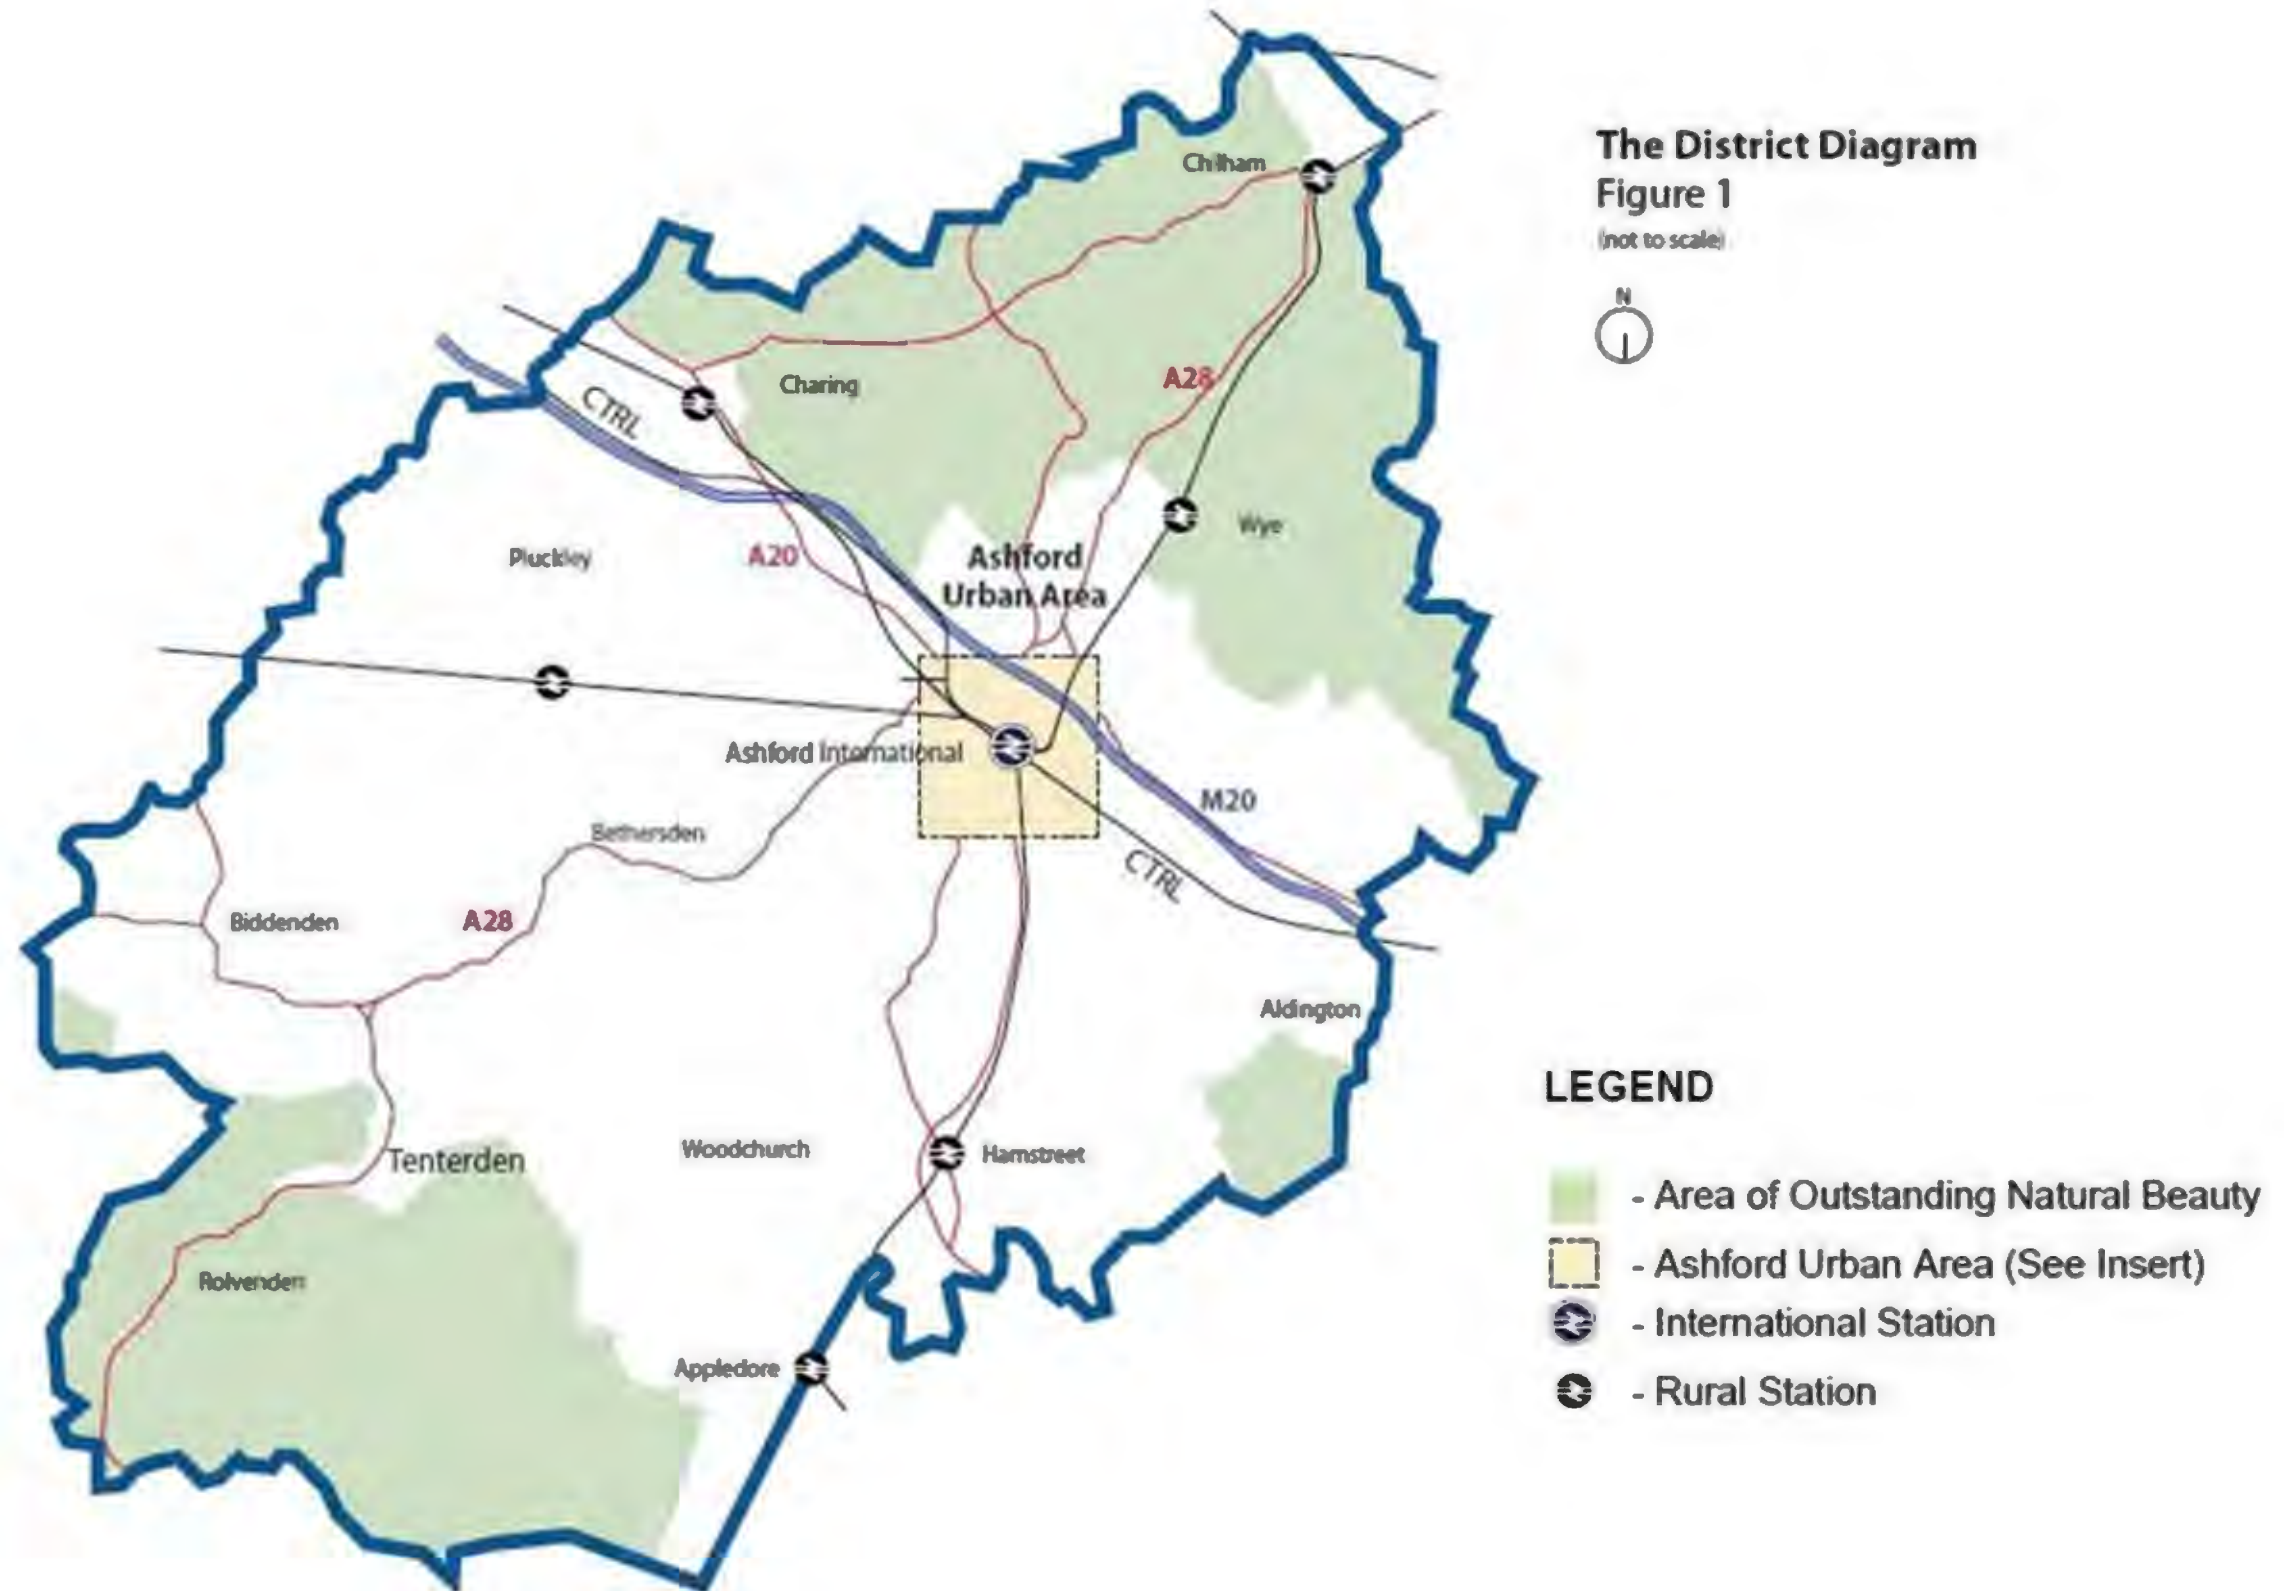 The District Diagram
Figure 1
(not to scale)
N
Chilham
CTRL
Charing
A28
Pluckley
A20
Wye
Ashford
Urban Area
Ashford International
M20
Bethersden
CTRL
Biddenden
A28
Aldington
Tenterden
Woodchurch
Hamstreet
Rolvenden
Appledore
LEGEND
- Area of Outstanding Natural Beauty
- Ashford Urban Area (See Insert)
- International Station
- Rural Station